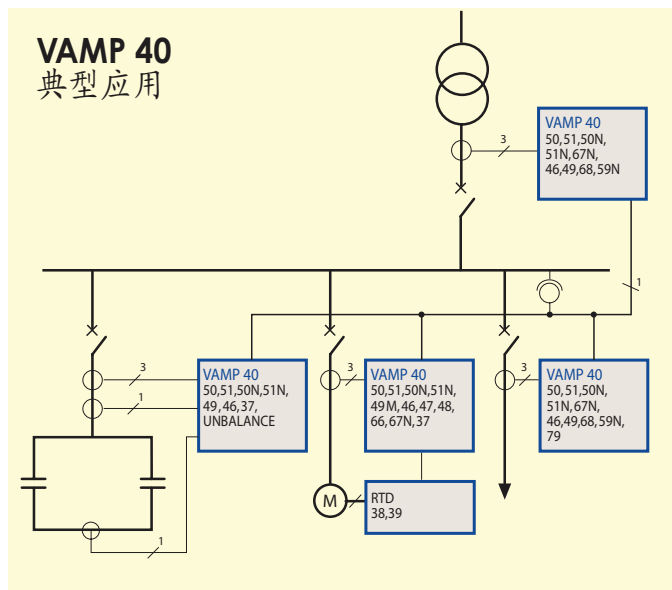 VAMP 40
典型应用
3
VAMP 40
50,51,50N,
51N,67N,
46,49,68,59N
1
3
1
VAMP 40
50,51,50N,51N,
49,46,37,
UNBALANCE
3
VAMP 40
50,51,50N,51N,
49M,46,47,48,
66,67N,37
3
VAMP 40
50,51,50N,
51N,67N,
46,49,68,59N,
79
M
RTD
38,39
1